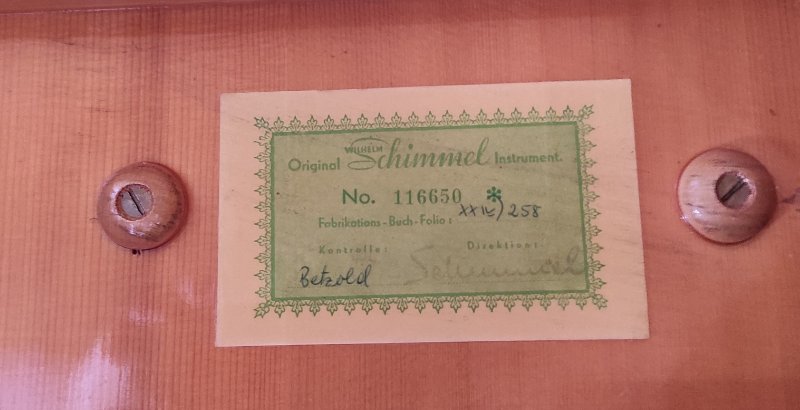 WILHELM
Original Schimmel Instrument.
No. 116650 *
Fabrikations-Buch-Folio: XXIV/258
Kontrolle: Direktion:
Betzold Schimmel